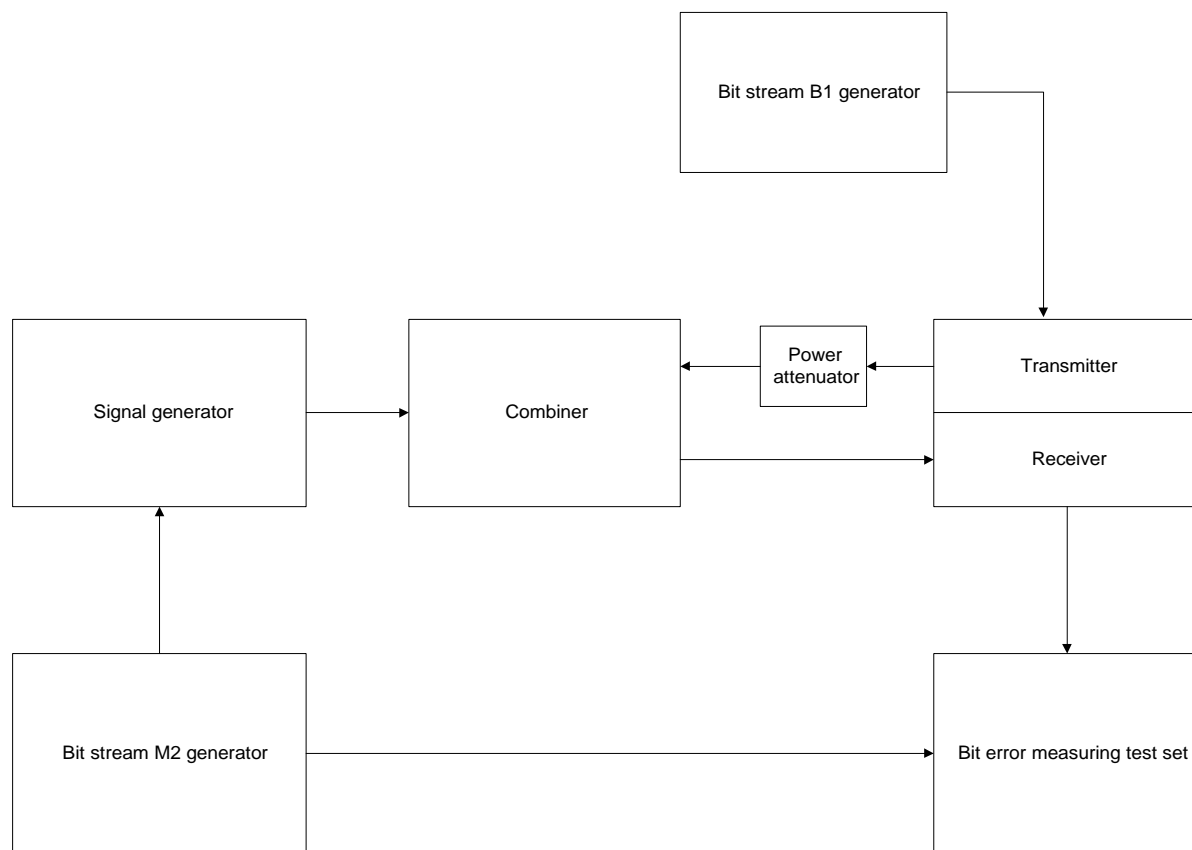 Bit stream B1 generator
Signal generator
Combiner
Power
attenuator
Transmitter
Receiver
Bit stream M2 generator
Bit error measuring test set